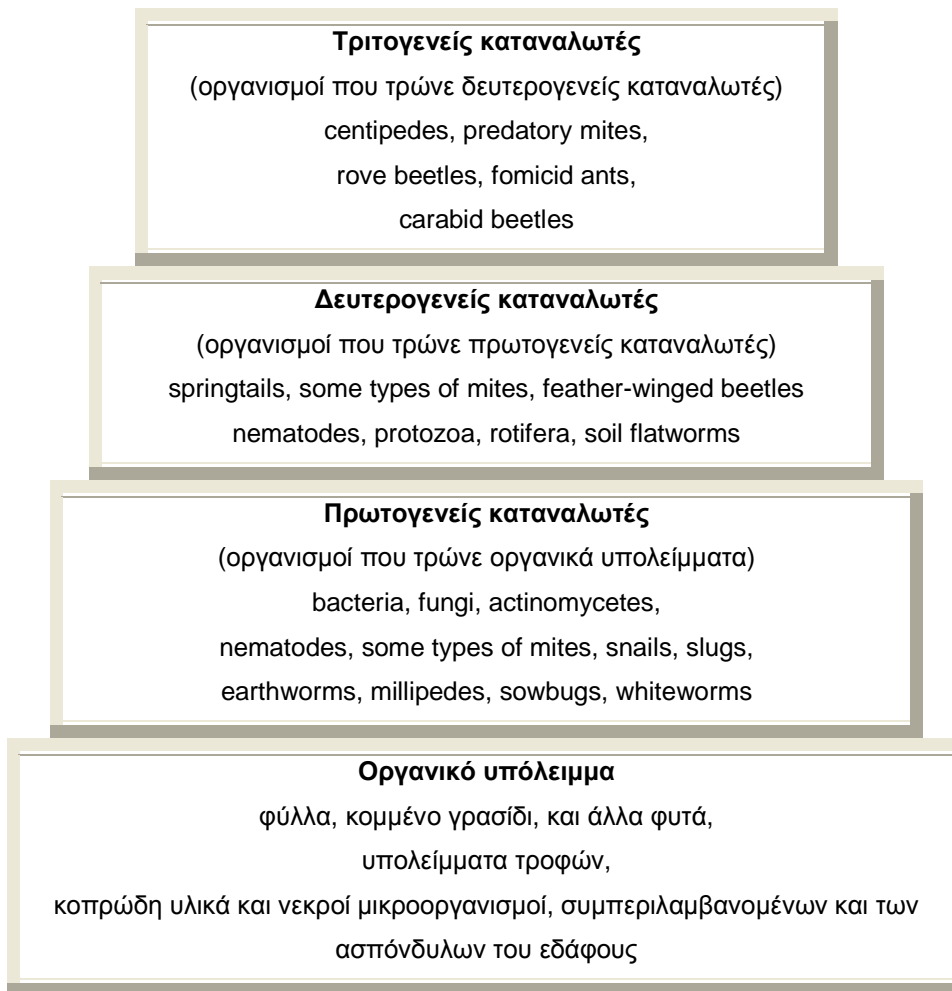 Τριτογενείς καταναλωτές
(οργανισμοί που τρώνε δευτερογενείς καταναλωτές)
centipedes, predatory mites,
rove beetles, fomicid ants,
carabid beetles
Δευτερογενείς καταναλωτές
(οργανισμοί που τρώνε πρωτογενείς καταναλωτές)
springtails, some types of mites, feather-winged beetles
nematodes, protozoa, rotifera, soil flatworms
Πρωτογενείς καταναλωτές
(οργανισμοί που τρώνε οργανικά υπολείμματα)
bacteria, fungi, actinomycetes,
nematodes, some types of mites, snails, slugs,
earthworms, millipedes, sowbugs, whiteworms
Οργανικό υπόλειμμα
φύλλα, κομμένο γρασίδι, και άλλα φυτά,
υπολείμματα τροφών,
κοπρώδη υλικά και νεκροί μικροοργανισμοί, συμπεριλαμβανομένων και των
ασπόνδυλων του εδάφους